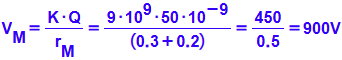 V_M = K · Q / r_M = 9·10^9·50·10^−9 / (0.3+0.2) = 450 / 0.5 = 900V